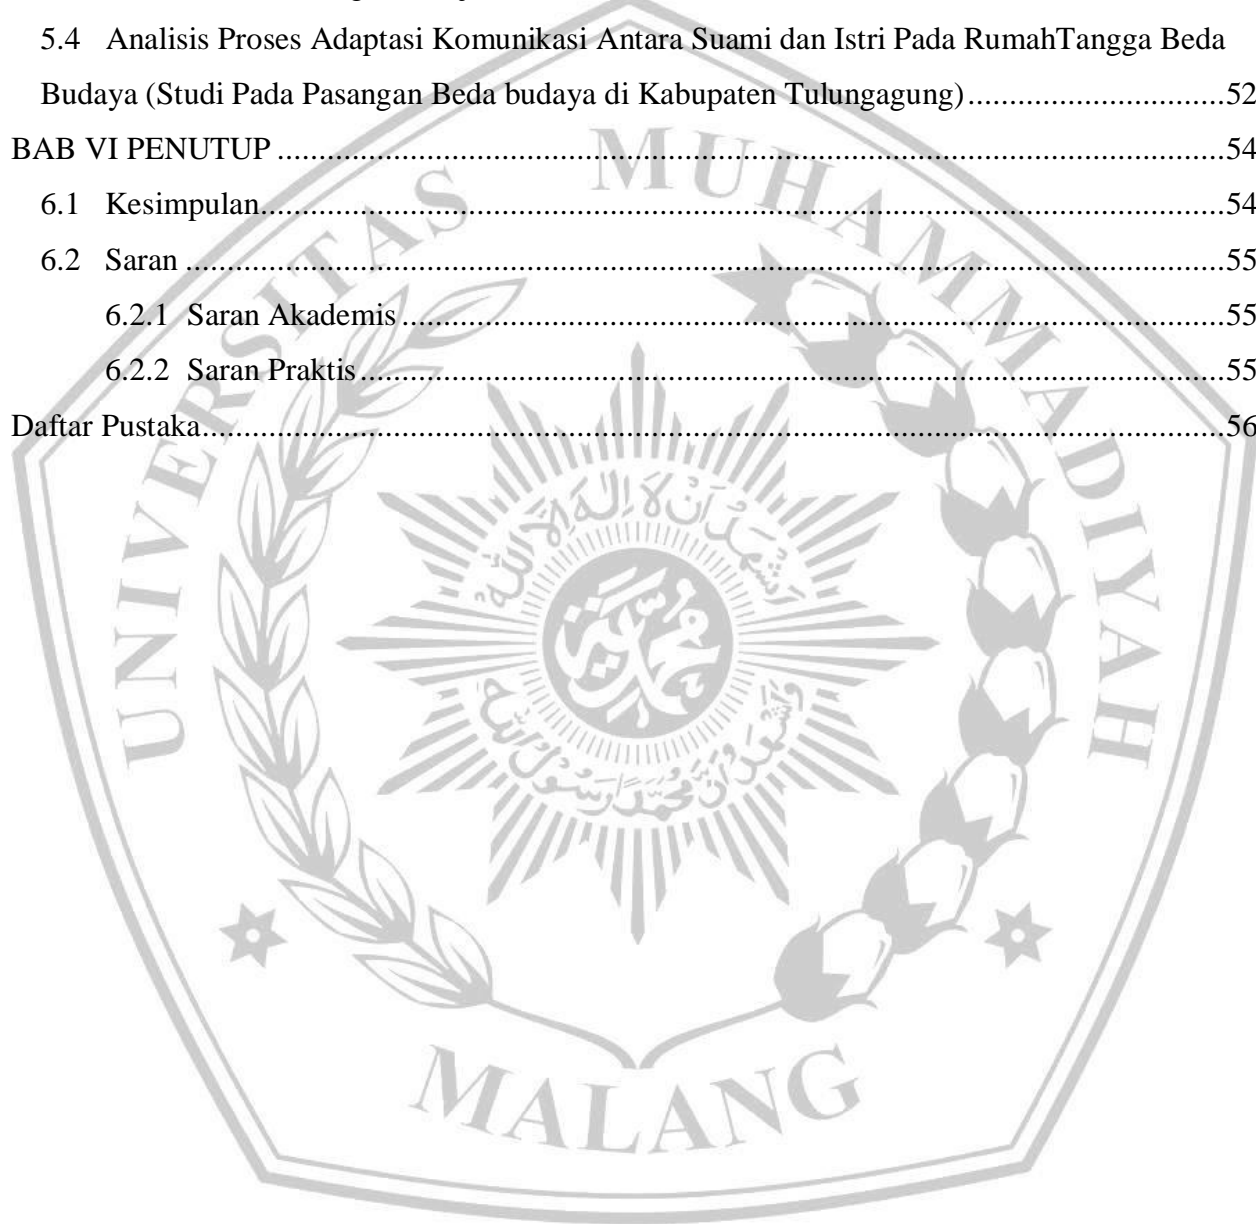 5.4 Analisis Proses Adaptasi Komunikasi Antara Suami dan Istri Pada RumahTangga Beda
Budaya (Studi Pada Pasangan Beda budaya di Kabupaten Tulungagung)..............................52
BAB VI PENUTUP..............................54
6.1 Kesimpulan..............................54
6.2 Saran..............................55
6.2.1 Saran Akademis..............................55
6.2.2 Saran Praktis..............................55
Daftar Pustaka..............................56
UNIVERSITAS MUHAMMADIYAH
MALANG